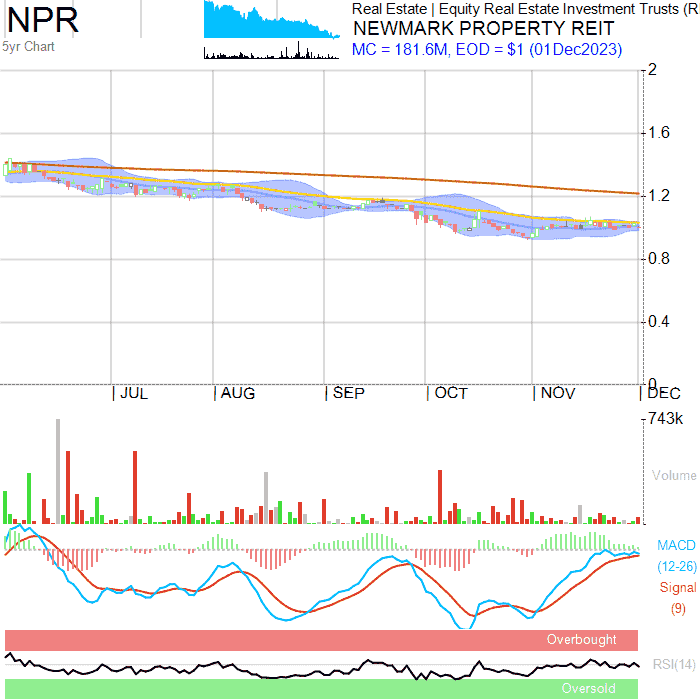 NPR
5yr Chart
Real Estate | Equity Real Estate Investment Trusts (R
NEWMARK PROPERTY REIT
MC = 181.6M, EOD = $1 (01Dec2023)
2
1.6
1.2
0.8
0.4
0
JUL
AUG
SEP
OCT
NOV
DEC
743k
Volume
MACD
(12-26)
Signal
(9)
Overbought
RSI(14)
Oversold